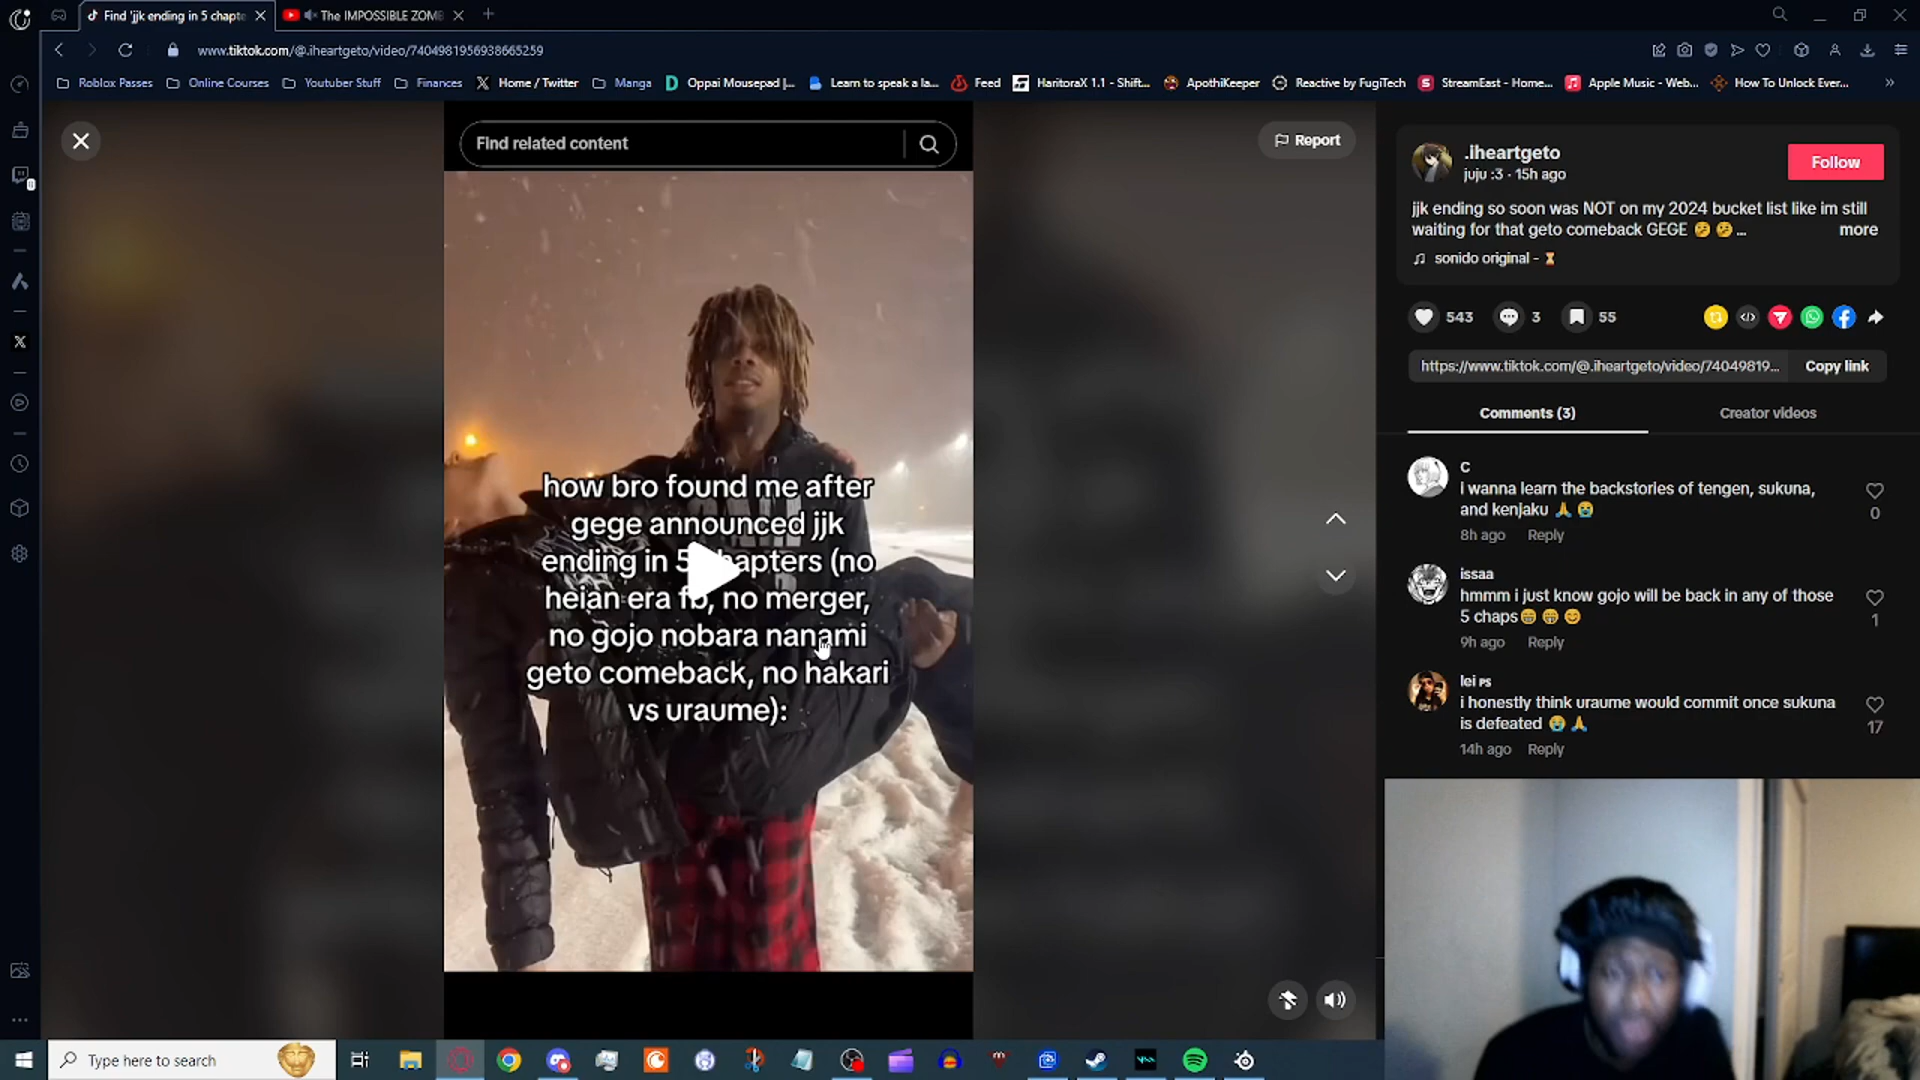 Find 'jjk ending in 5 chapte
The IMPOSSIBLE ZOMB
www.tiktok.com/@.iheartgeto/video/7404981956938665259
Roblox Passes
Online Courses
Youtuber Stuff
Finances
Home / Twitter
Manga
Oppai Mousepad |...
Learn to speak a la...
Feed
HaritoraX 1.1 - Shift...
ApothiKeeper
Reactive by FugiTech
StreamEast - Home...
Apple Music - Web...
How To Unlock Ever...
Find related content
Report
how bro found me after
gege announced jjk
ending in 5 chapters (no
heian era fb, no merger,
no gojo nobara nanami
geto comeback, no hakari
vs uraume):
.iheartgeto
juju :3 · 15h ago
Follow
jjk ending so soon was NOT on my 2024 bucket list like im still
waiting for that geto comeback GEGE 🤔 🤔 ...
more
sonido original - ⌛
543
3
55
https://www.tiktok.com/@.iheartgeto/video/74049819...
Copy link
Comments (3)
Creator videos
C
I wanna learn the backstories of tengen, sukuna,
and kenjaku 🙏 😭
0
8h ago
Reply
issaa
hmmm i just know gojo will be back in any of those
5 chaps😁 😁 😊
1
9h ago
Reply
lei ᴘs
i honestly think uraume would commit once sukuna
is defeated 😭 🙏
17
14h ago
Reply
Type here to search